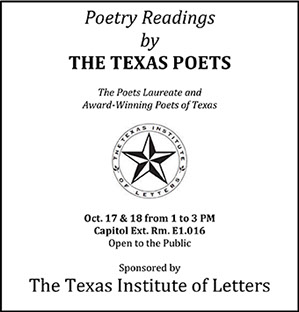 Poetry Readings
by
THE TEXAS POETS
The Poets Laureate and
Award-Winning Poets of Texas
THE TEXAS INSTITUTE
OF LETTERS
Oct. 17 & 18 from 1 to 3 PM
Capitol Ext. Rm. E1.016
Open to the Public
Sponsored by
The Texas Institute of Letters